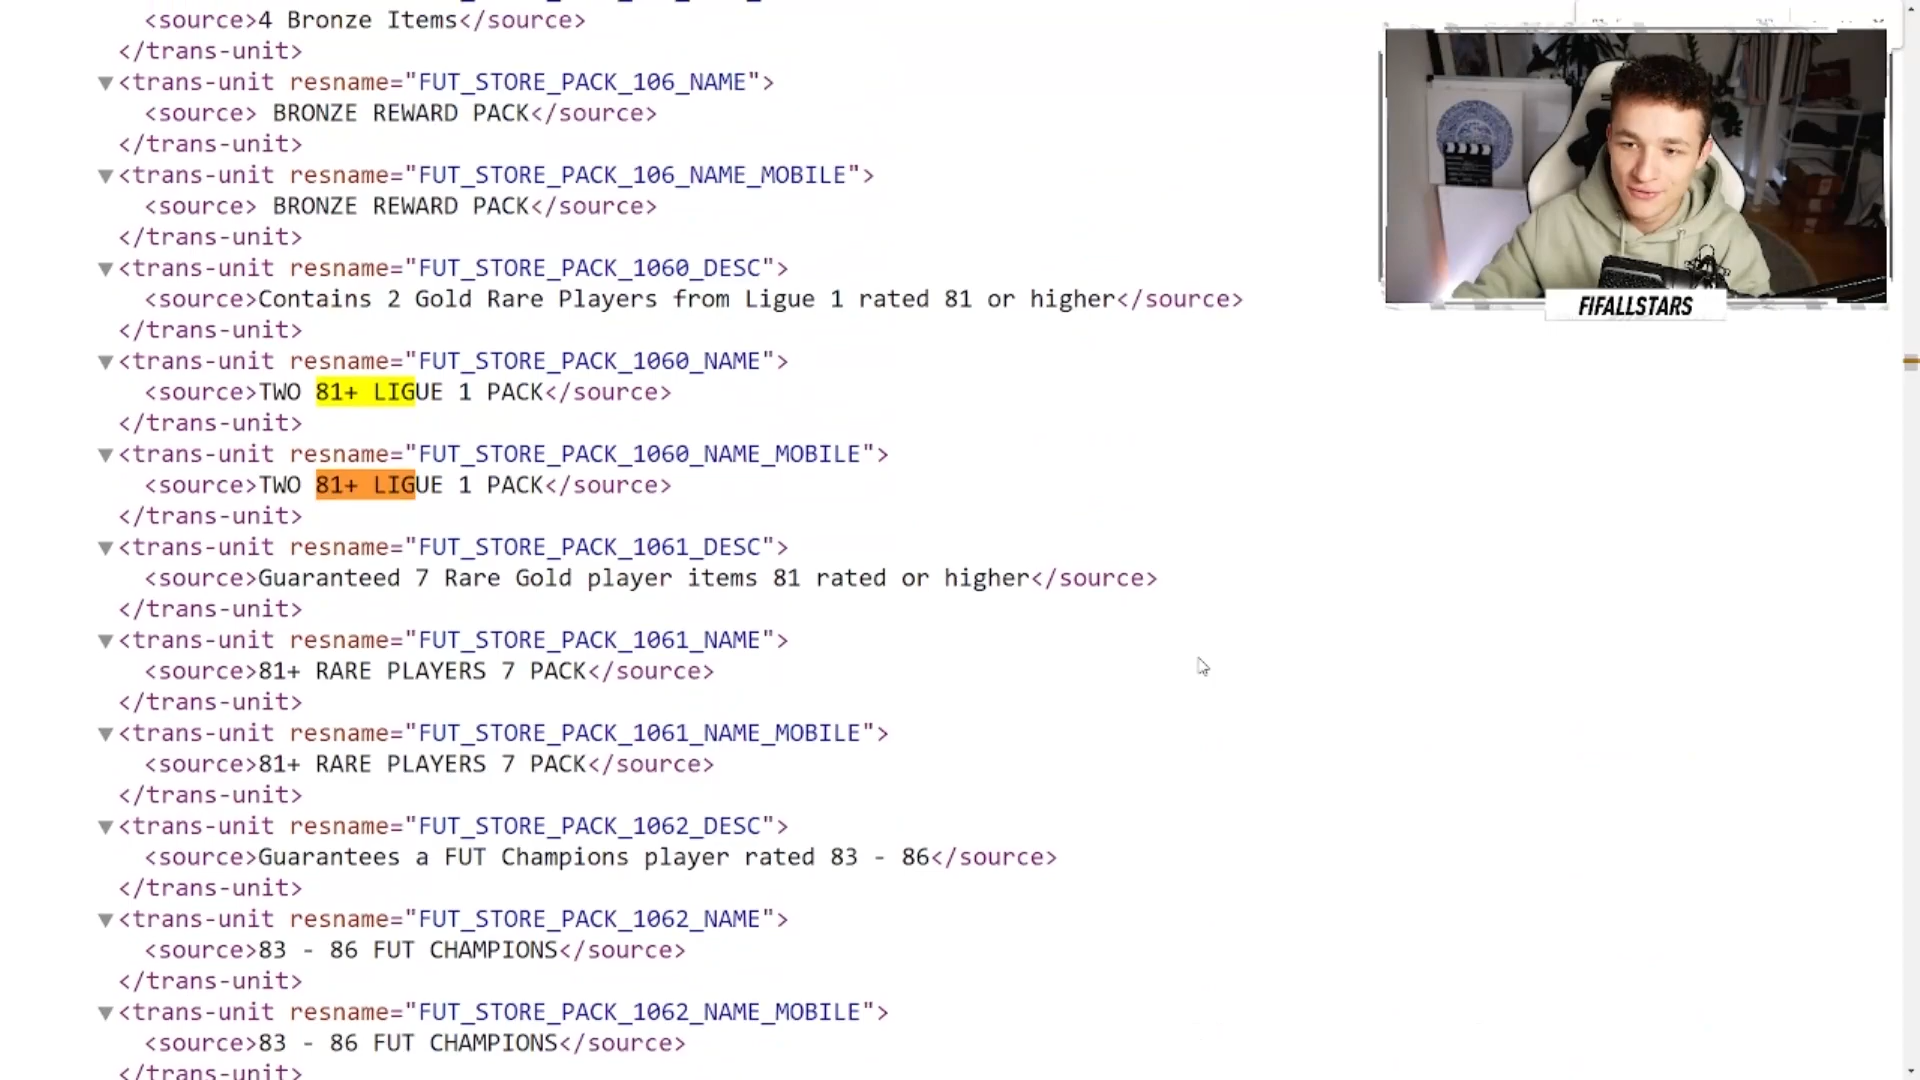 <source>4 Bronze Items</source>
</trans-unit>
▼<trans-unit resname="FUT_STORE_PACK_106_NAME">
<source> BRONZE REWARD PACK</source>
</trans-unit>
▼<trans-unit resname="FUT_STORE_PACK_106_NAME_MOBILE">
<source> BRONZE REWARD PACK</source>
</trans-unit>
▼<trans-unit resname="FUT_STORE_PACK_1060_DESC">
<source>Contains 2 Gold Rare Players from Ligue 1 rated 81 or higher</source>
</trans-unit>
▼<trans-unit resname="FUT_STORE_PACK_1060_NAME">
<source>TWO 81+ LIGUE 1 PACK</source>
</trans-unit>
▼<trans-unit resname="FUT_STORE_PACK_1060_NAME_MOBILE">
<source>TWO 81+ LIGUE 1 PACK</source>
</trans-unit>
▼<trans-unit resname="FUT_STORE_PACK_1061_DESC">
<source>Guaranteed 7 Rare Gold player items 81 rated or higher</source>
</trans-unit>
▼<trans-unit resname="FUT_STORE_PACK_1061_NAME">
<source>81+ RARE PLAYERS 7 PACK</source>
</trans-unit>
▼<trans-unit resname="FUT_STORE_PACK_1061_NAME_MOBILE">
<source>81+ RARE PLAYERS 7 PACK</source>
</trans-unit>
▼<trans-unit resname="FUT_STORE_PACK_1062_DESC">
<source>Guarantees a FUT Champions player rated 83 - 86</source>
</trans-unit>
▼<trans-unit resname="FUT_STORE_PACK_1062_NAME">
<source>83 - 86 FUT CHAMPIONS</source>
</trans-unit>
▼<trans-unit resname="FUT_STORE_PACK_1062_NAME_MOBILE">
<source>83 - 86 FUT CHAMPIONS</source>
</trans-unit>
FIFALLSTARS